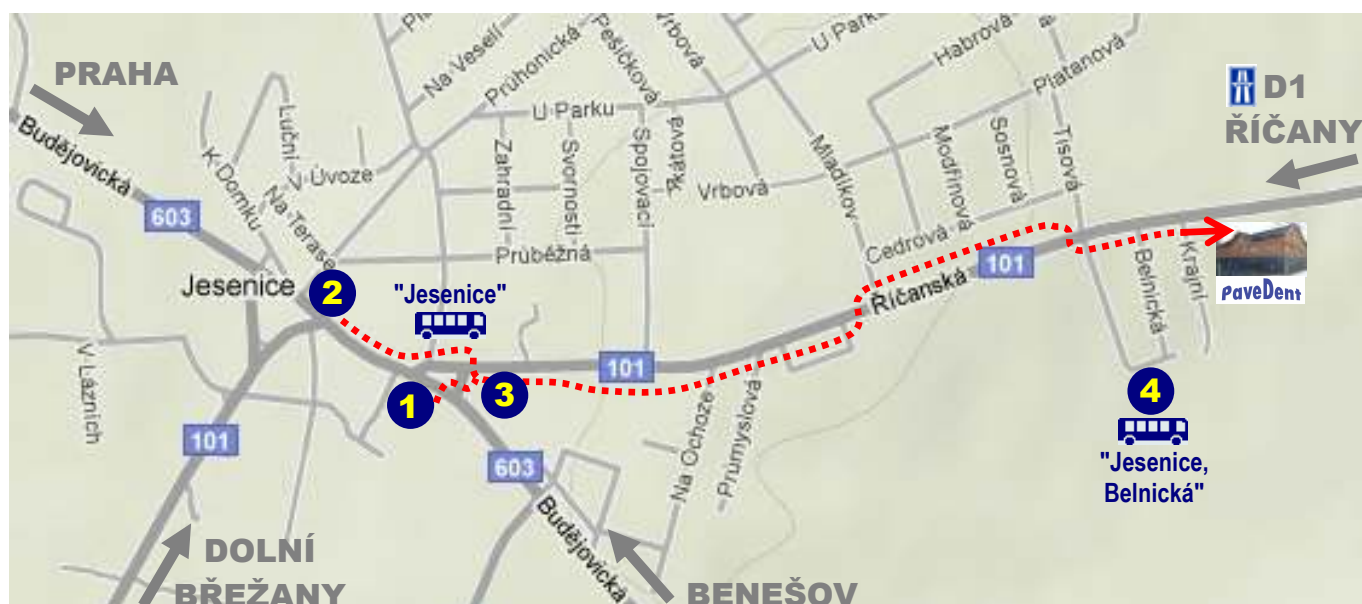 PRAHA
Budějovická
603
K Domku
Luční
Na Terase
V Úvoze
Na Veselí
Průhonická
Pešičková
Vrbová
U Parku
U Parku
Zahradní
Svornosti
Spojovací
Akátová
Vrbová
Mladíkov
Habrová
Platanová
Modřínová
Sosnová
Tisová
D1
ŘÍČANY
Průběžná
Cedrová
101
Říčanská
Belnická
Krajní
PaveDent
Jesenice
2
"Jesenice"
V Lázních
101
1
3
101
Na Ochoze
Průmyslová
4
"Jesenice,
Belnická"
603
Budějovická
DOLNÍ
BŘEŽANY
BENEŠOV